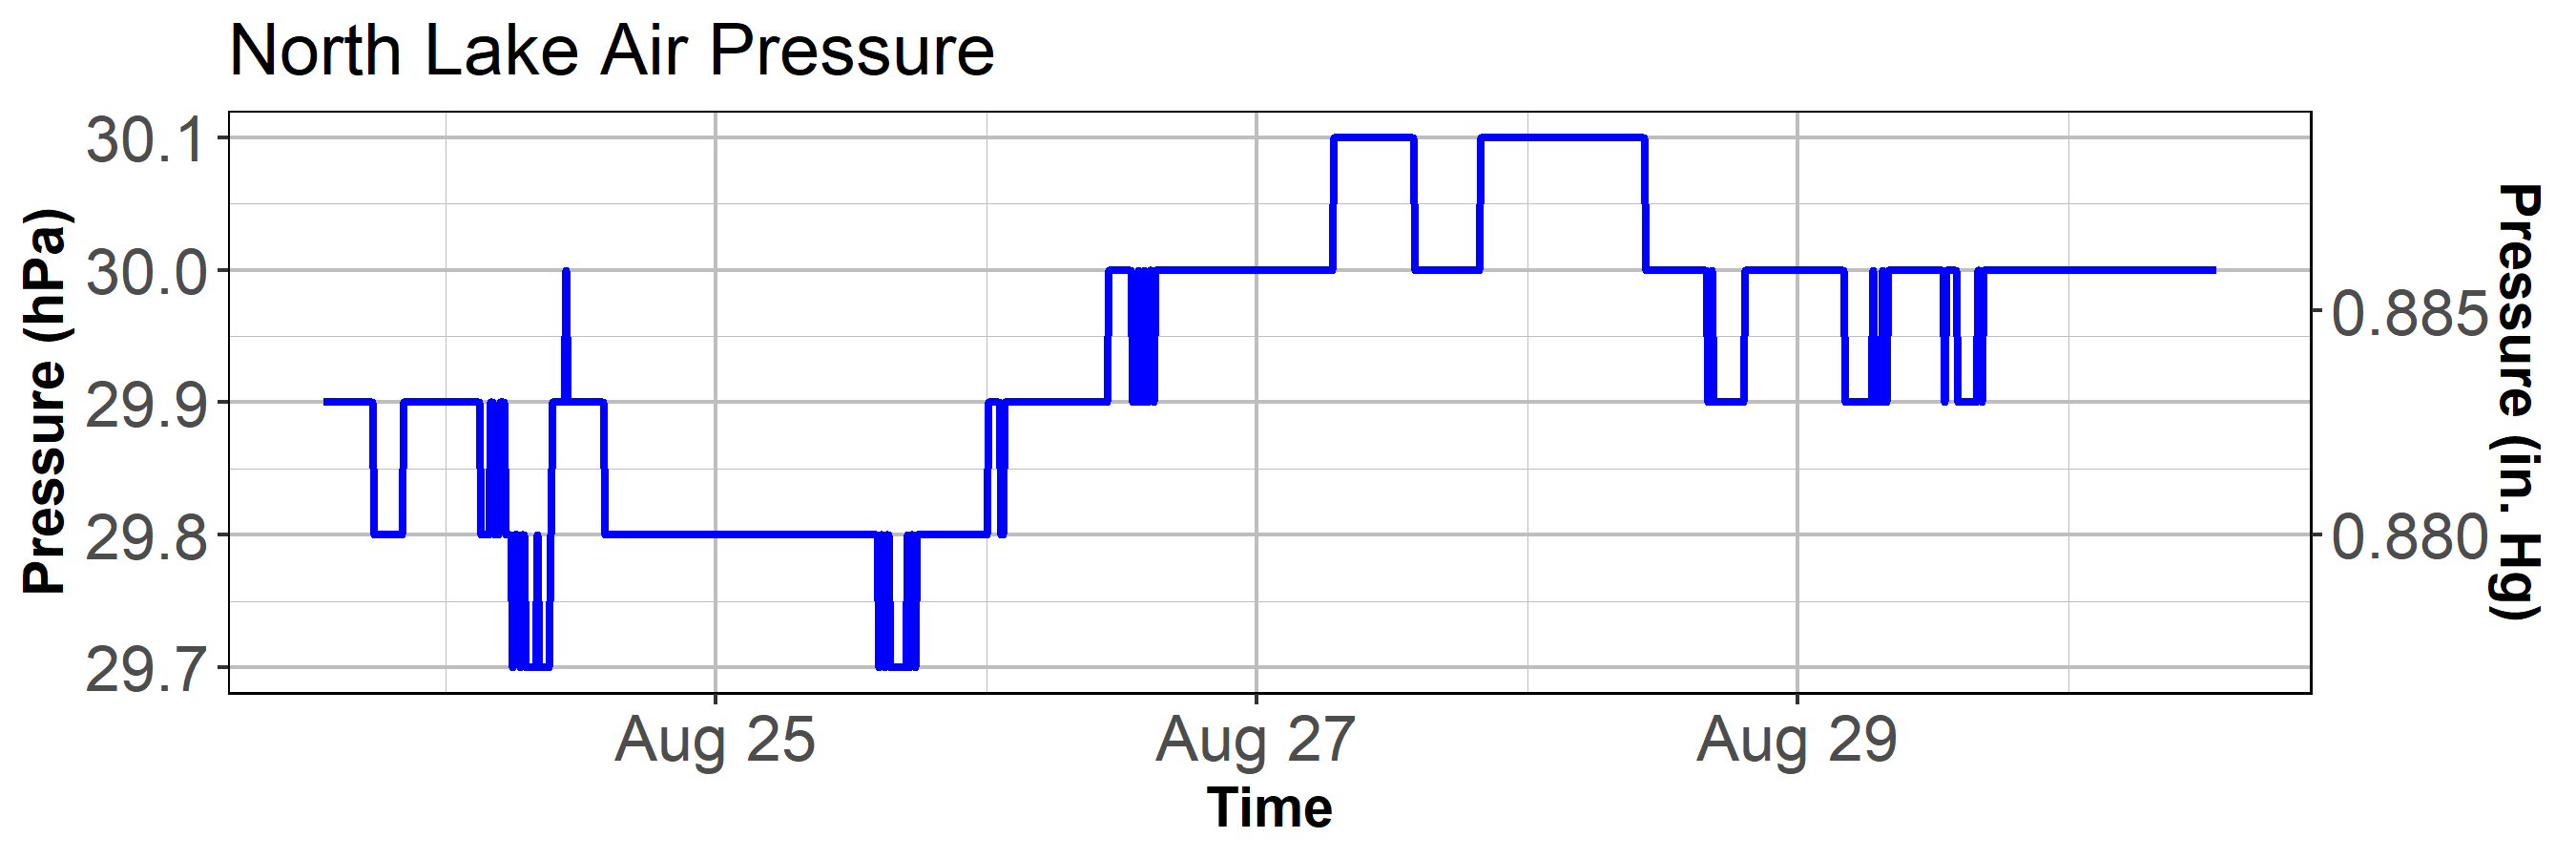 North Lake Air Pressure
Pressure (hPa)
30.1
30.0
29.9
29.8
29.7
0.885
0.880
Pressure (in. Hg)
Aug 25
Aug 27
Aug 29
Time